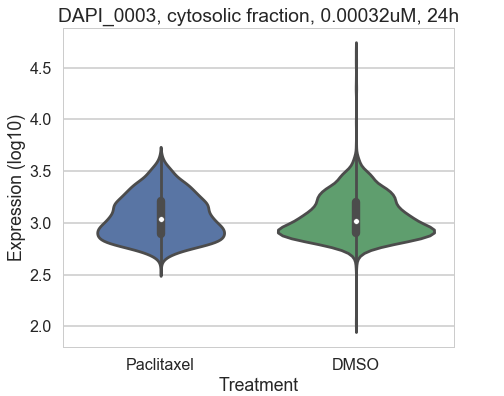 DAPI_0003, cytosolic fraction, 0.00032uM, 24h
Expression (log10)
4.5
4.0
3.5
3.0
2.5
2.0
Paclitaxel DMSO
Treatment